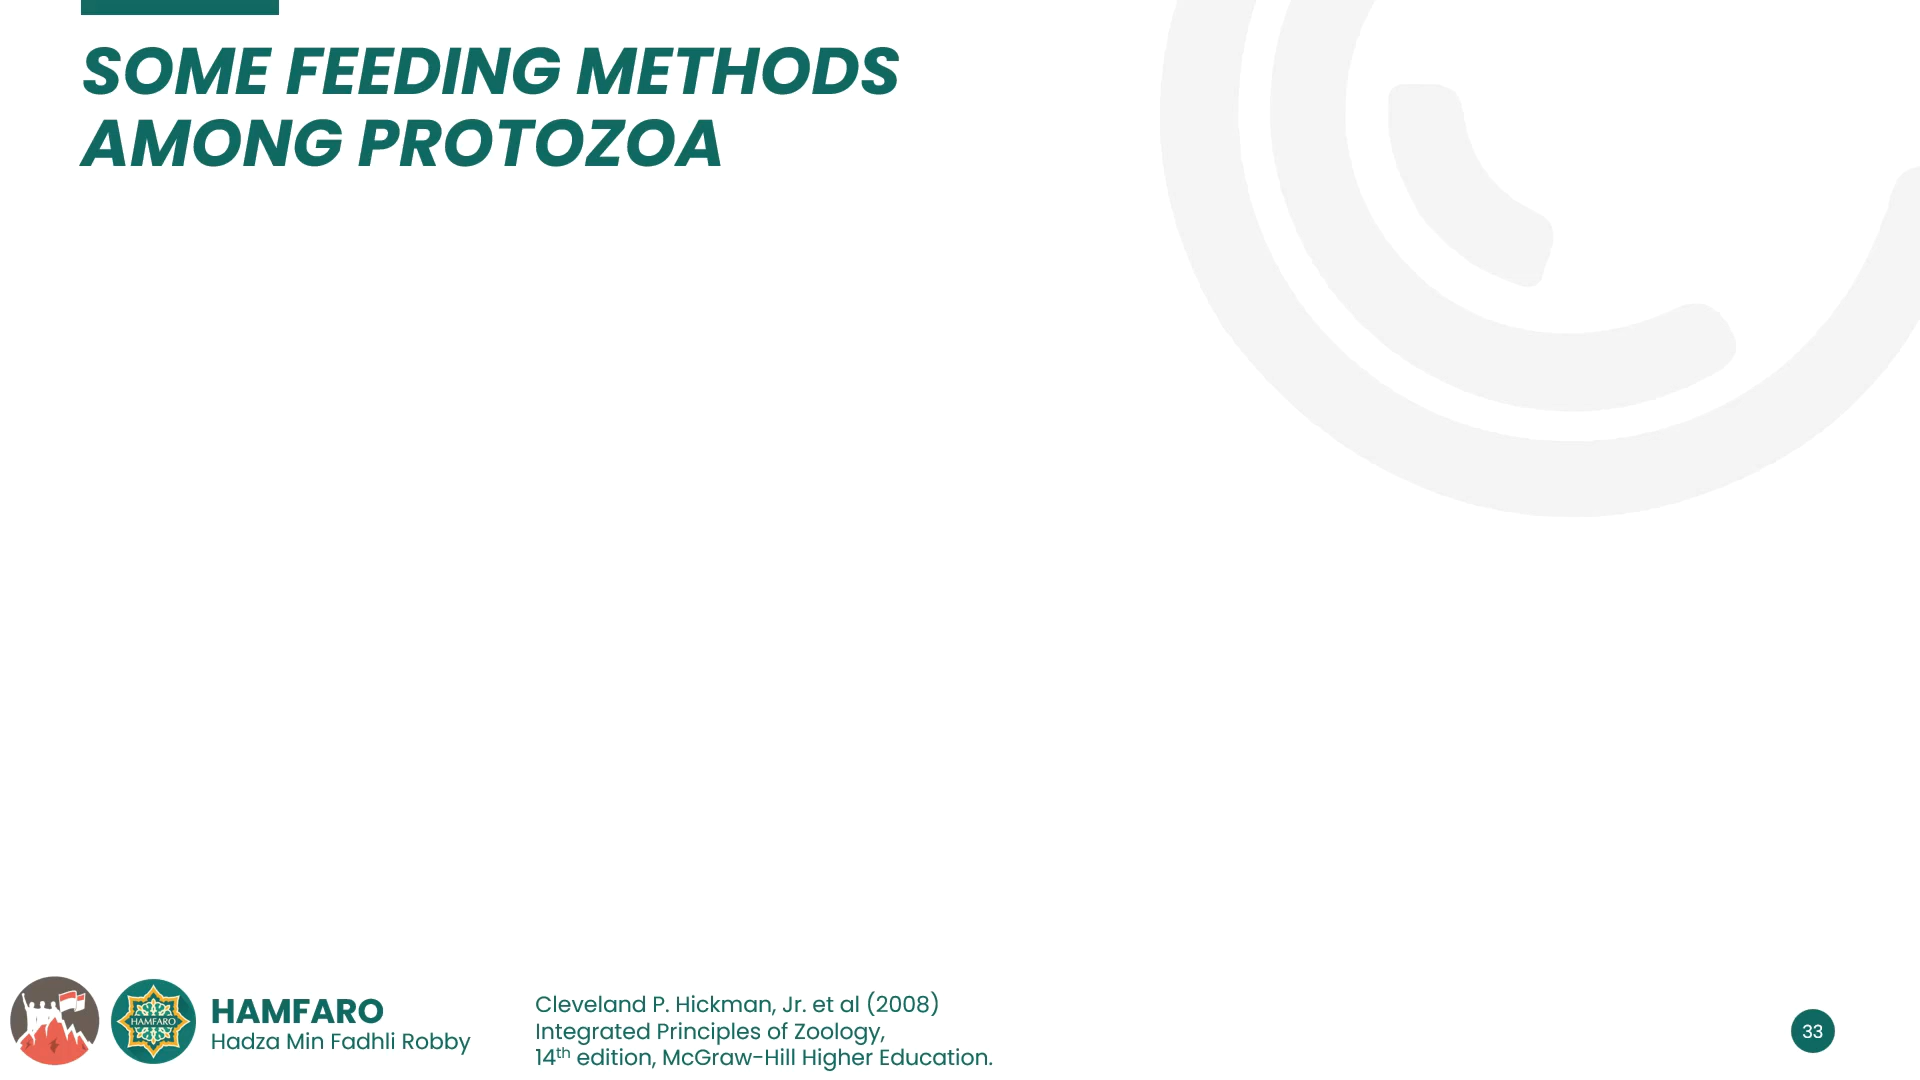 SOME FEEDING METHODS
AMONG PROTOZOA
HAMFARO
HAMFARO
Hadza Min Fadhli Robby
Cleveland P. Hickman, Jr. et al (2008)
Integrated Principles of Zoology,
14th edition, McGraw-Hill Higher Education.
33